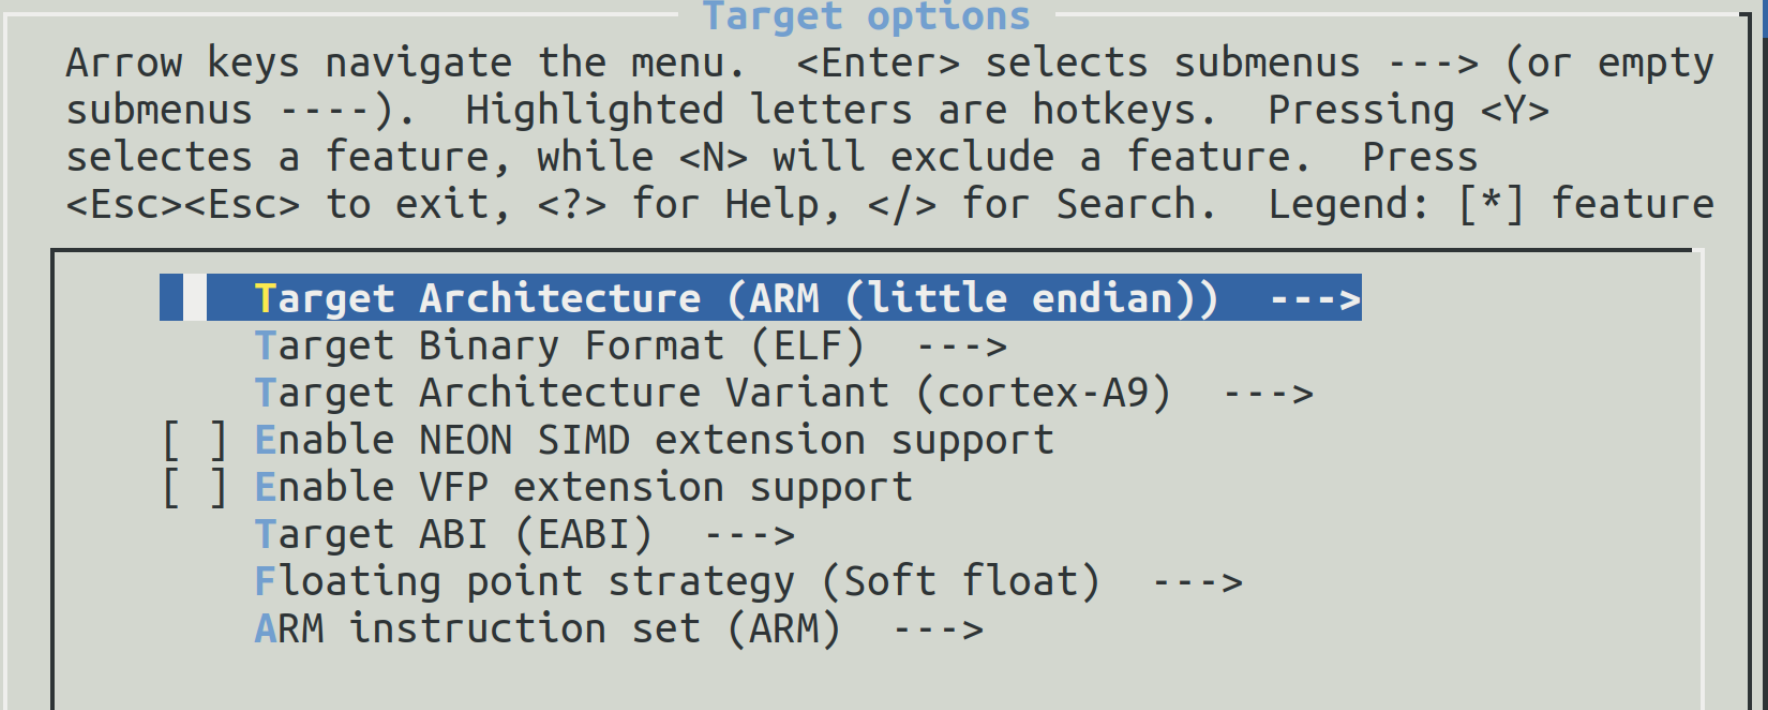 Target options
Arrow keys navigate the menu.  <Enter> selects submenus ---> (or empty
submenus ----).  Highlighted letters are hotkeys.  Pressing <Y>
selectes a feature, while <N> will exclude a feature.  Press
<Esc><Esc> to exit, <?> for Help, </> for Search.  Legend: [*] feature
Target Architecture (ARM (little endian))  --->
Target Binary Format (ELF)  --->
Target Architecture Variant (cortex-A9)  --->
[ ] Enable NEON SIMD extension support
[ ] Enable VFP extension support
Target ABI (EABI)  --->
Floating point strategy (Soft float)  --->
ARM instruction set (ARM)  --->